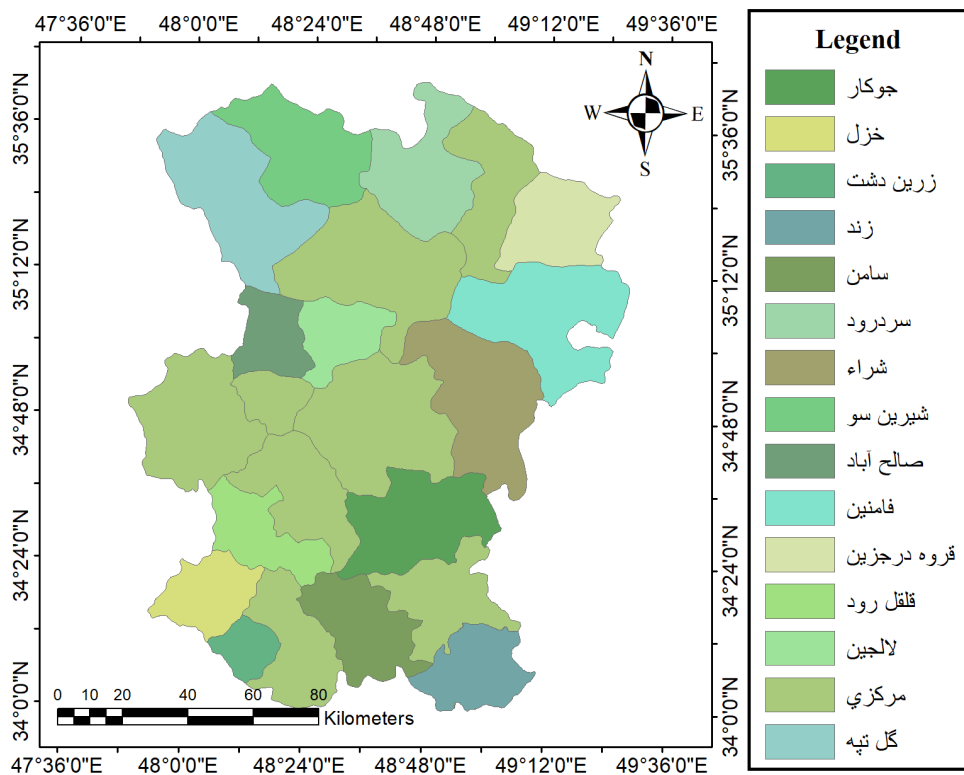 47°36'0"E 48°0'0"E 48°24'0"E 48°48'0"E 49°12'0"E 49°36'0"E
35°36'0"N
35°12'0"N
34°48'0"N
34°24'0"N
34°0'0"N
N
W E
S
35°36'0"N
35°12'0"N
34°48'0"N
34°24'0"N
34°0'0"N
0 10 20 40 60 80
Kilometers
47°36'0"E 48°0'0"E 48°24'0"E 48°48'0"E 49°12'0"E 49°36'0"E
Legend
جوکار
خزل
زرین دشت
زند
سامن
سردرود
شراء
شیرین سو
صالح آباد
فامنین
قروه درجزین
قلقل رود
لالجین
مرکزي
گل تپه